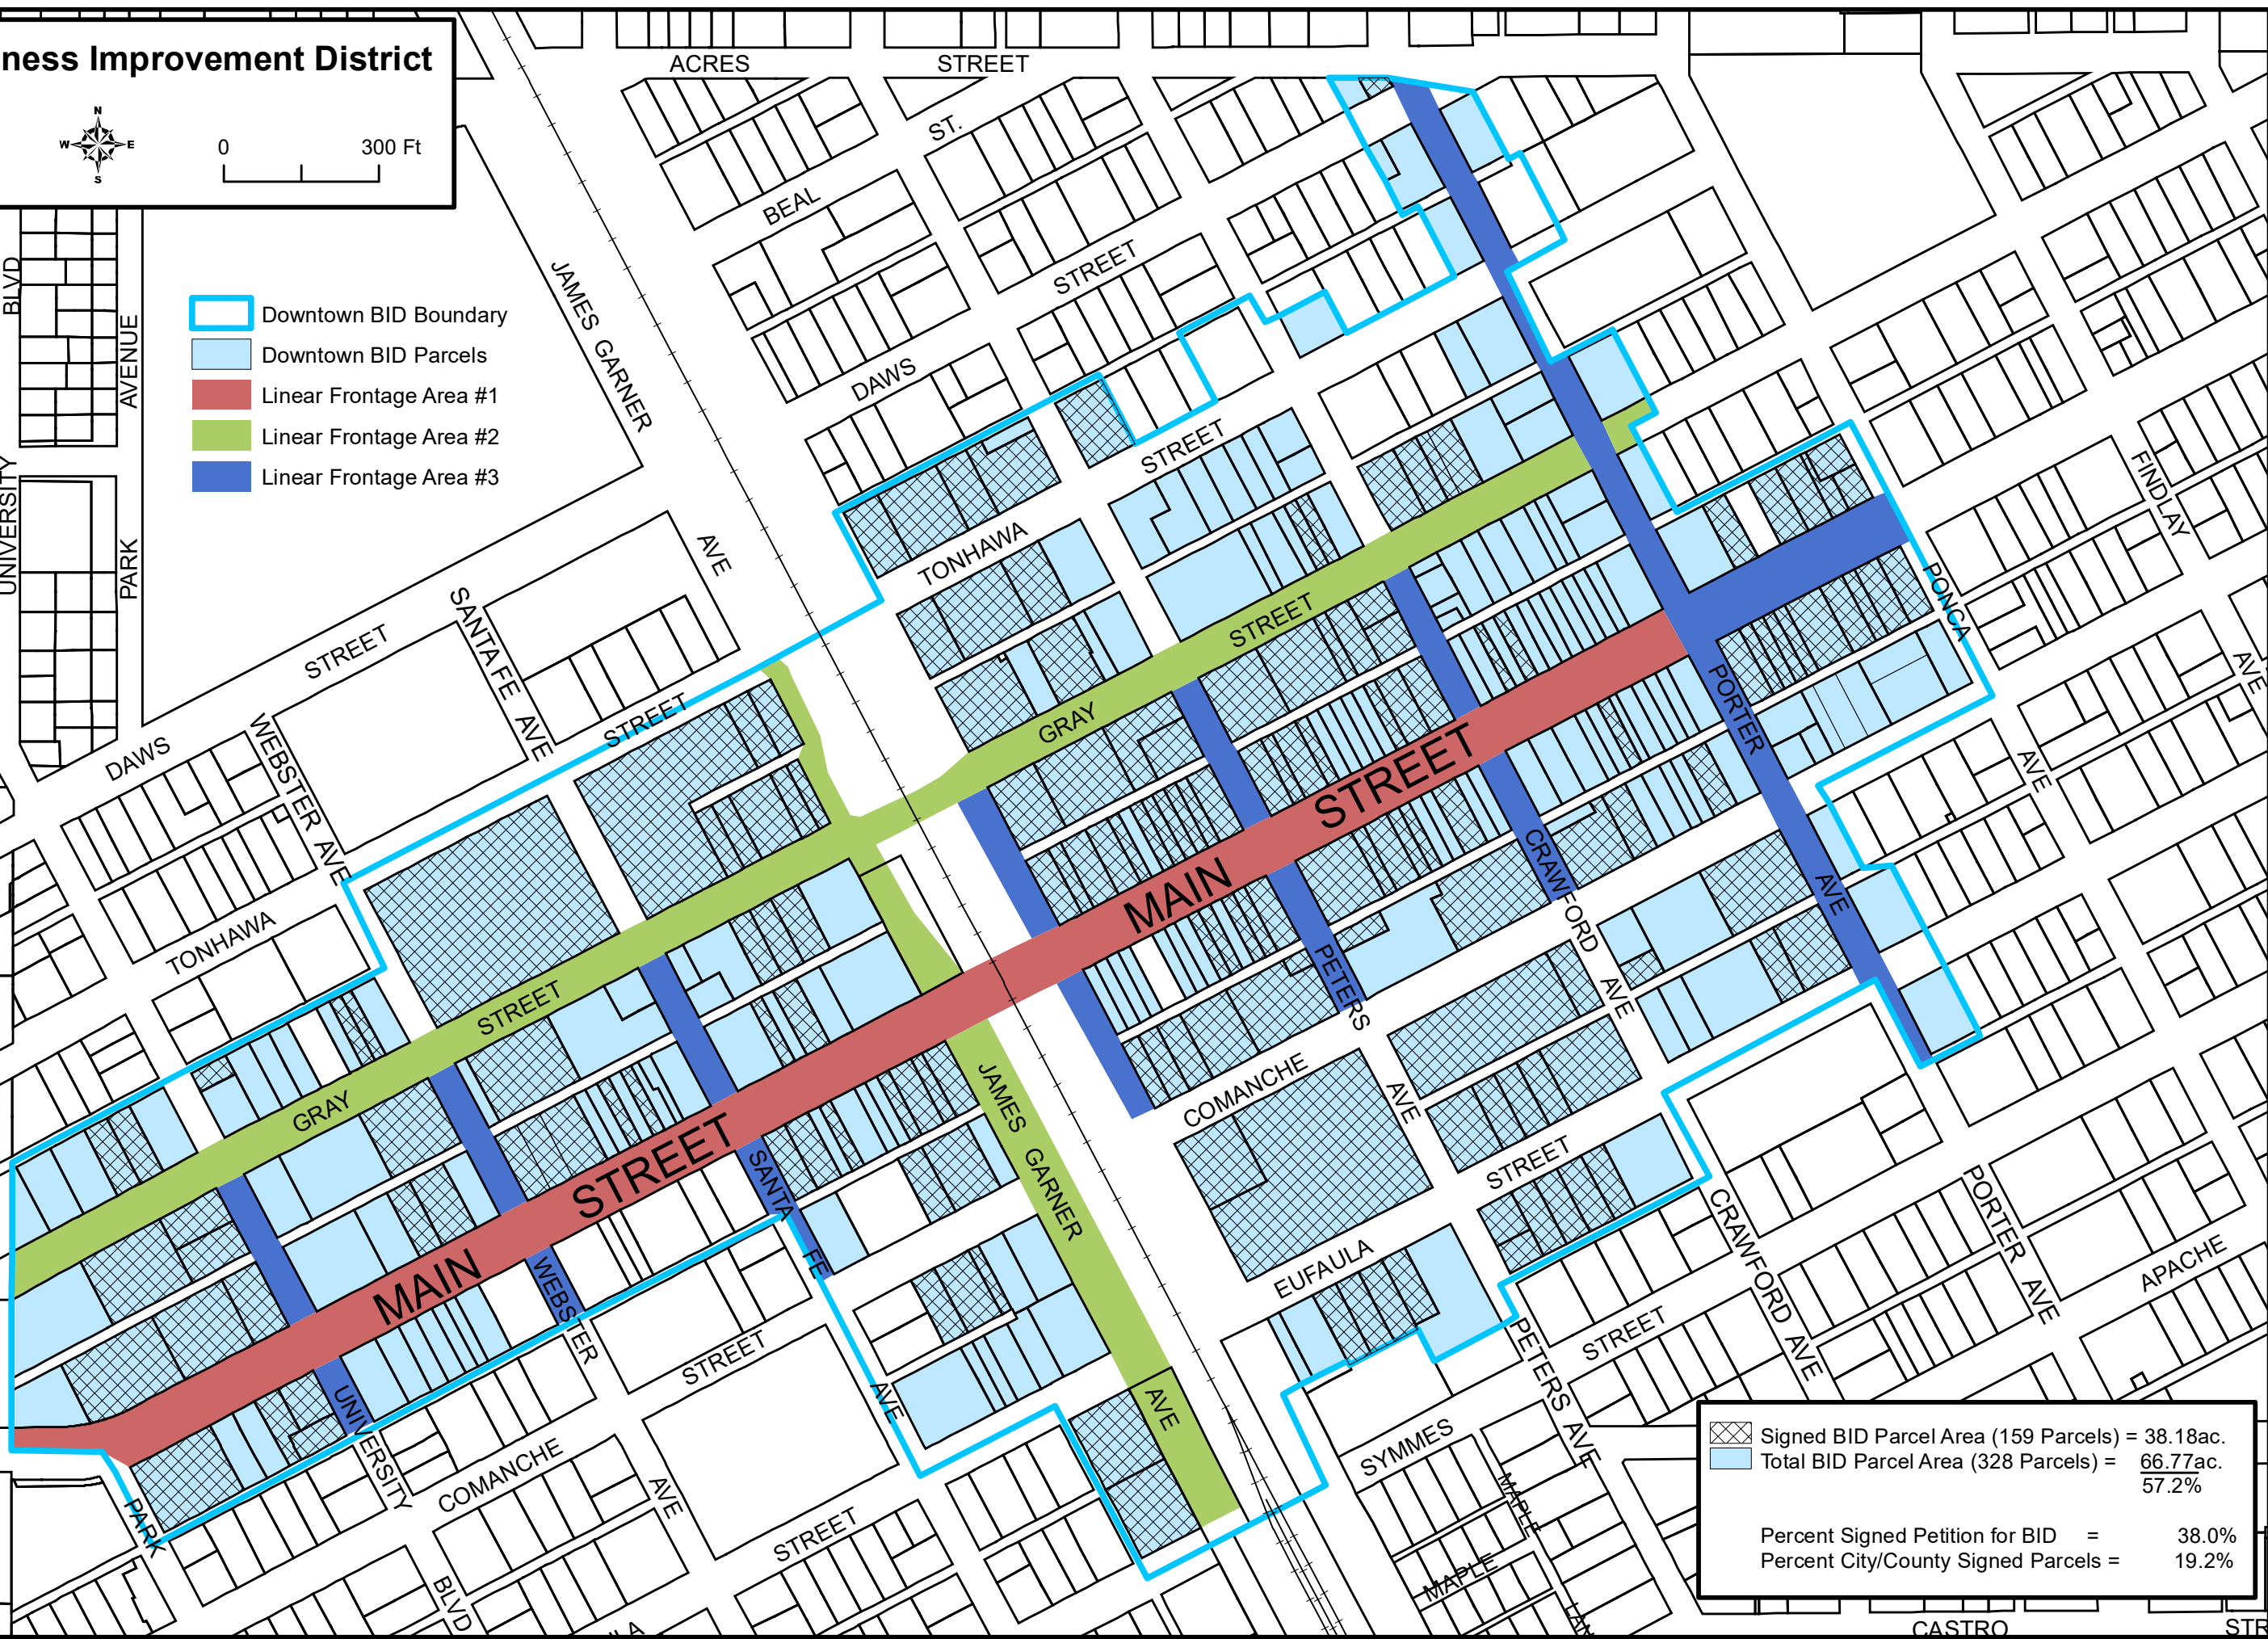 ness Improvement District
N
W E
S
0 300 Ft
Downtown BID Boundary
Downtown BID Parcels
Linear Frontage Area #1
Linear Frontage Area #2
Linear Frontage Area #3
ACRES STREET
ST.
BEAL
STREET
JAMES GARNER
AVE
DAWS
STREET
BLVD
UNIVERSITY
AVENUE
PARK
TONHAWA
STREET
SANTA FE AVE
STREET
DAWS
WEBSTER AVE
STREET
TONHAWA
FINDLAY
AVE
PONCA
AVE
GRAY
STREET
STREET
GRAY
MAIN
STREET
MAIN
STREET
PORTER
AVE
CRAWFORD AVE
PETERS
AVE
JAMES GARNER
AVE
COMANCHE
STREET
SANTA FE
AVE
WEBSTER
AVE
UNIVERSITY
BLVD
PARK
STREET
COMANCHE
STREET
EUFAULA
STREET
CRAWFORD AVE
PORTER AVE
APACHE
PETERS AVE
SYMMES
MAPLE
MAPLE
CASTRO
Signed BID Parcel Area (159 Parcels) = 38.18ac.
Total BID Parcel Area (328 Parcels) = 66.77ac.
57.2%
Percent Signed Petition for BID = 38.0%
Percent City/County Signed Parcels = 19.2%